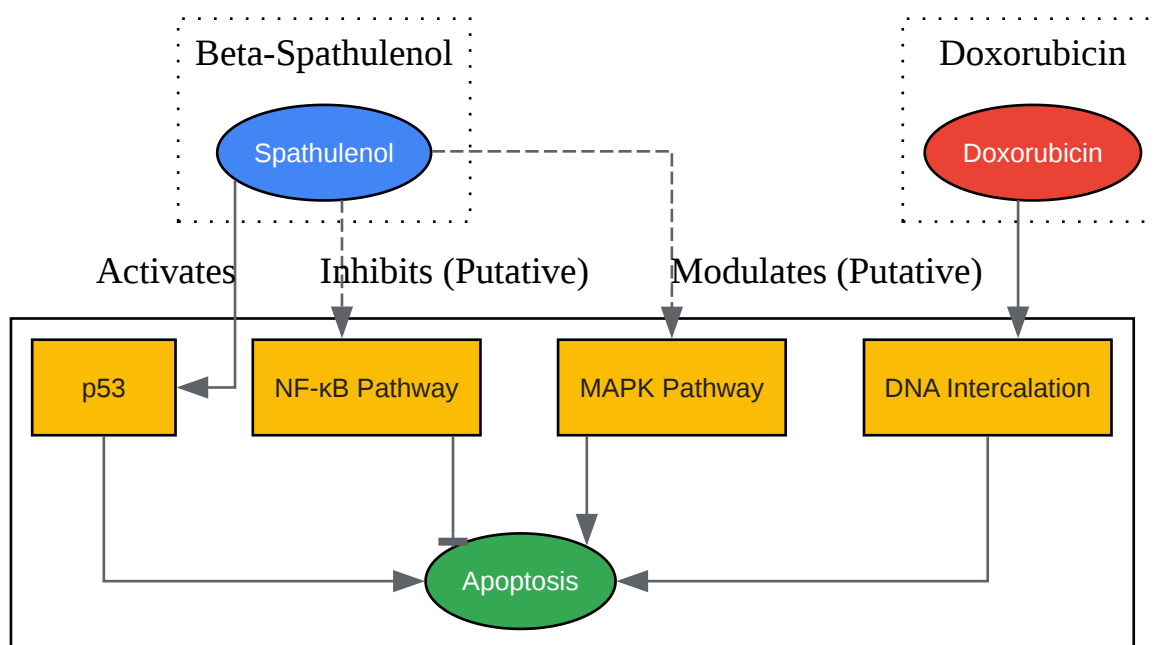 Beta-Spathulenol
Doxorubicin
Spathulenol
Doxorubicin
Activates
Inhibits (Putative)
Modulates (Putative)
p53
NF-κB Pathway
MAPK Pathway
DNA Intercalation
Apoptosis